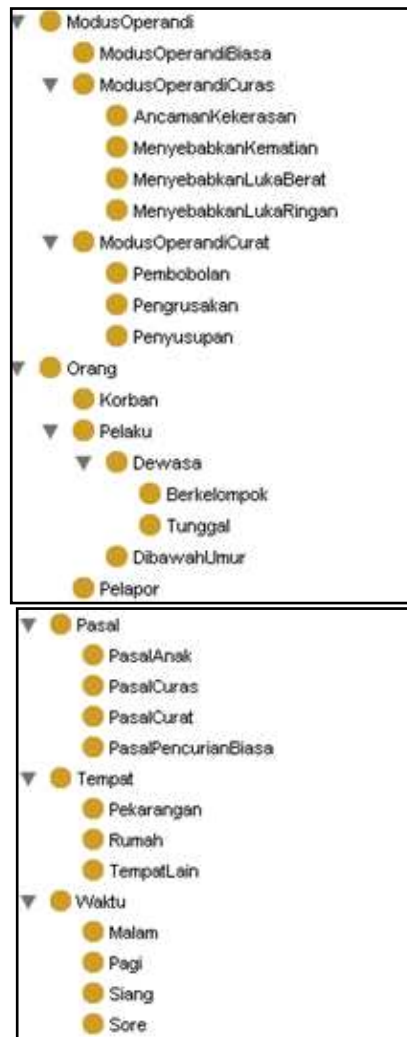 ModusOperandi
ModusOperandiBiasa
ModusOperandiCuras
AncamanKekerasan
MenyebabkanKematian
MenyebabkanLukaBerat
MenyebabkanLukaRingan
ModusOperandiCurat
Pembobolan
Pengrusakan
Penyusupan
Orang
Korban
Pelaku
Dewasa
Berkelompok
Tunggal
DibawahUmur
Pelapor
Pasal
PasalAnak
PasalCuras
PasalCurat
PasalPencurianBiasa
Tempat
Pekarangan
Rumah
TempatLain
Waktu
Malam
Pagi
Siang
Sore